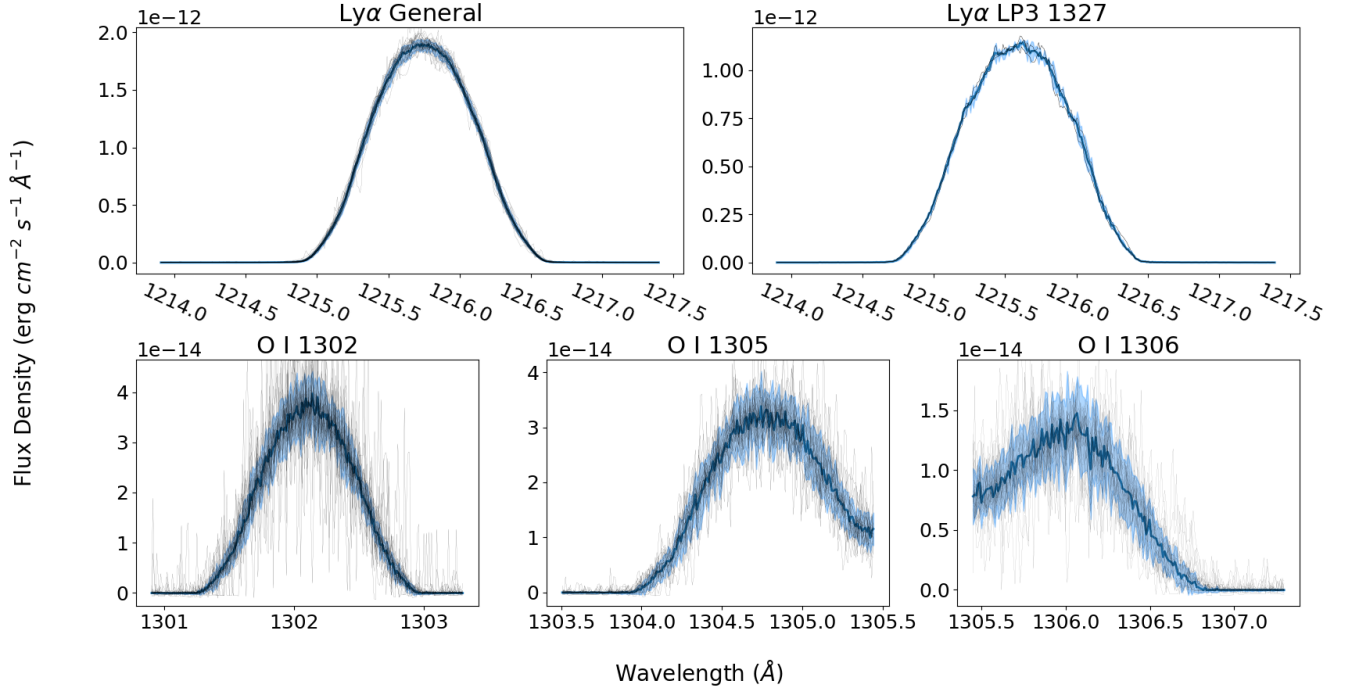 Lyα General
1e−12
2.0
1.5
1.0
0.5
0.0
1214.0 1214.5 1215.0 1215.5 1216.0 1216.5 1217.0 1217.5
Lyα LP3 1327
1e−12
1.00
0.75
0.50
0.25
0.00
1214.0 1214.5 1215.0 1215.5 1216.0 1216.5 1217.0 1217.5
Flux Density (erg cm⁻² s⁻¹ Å⁻¹)
O I 1302
1e−14
4
3
2
1
0
1301 1302 1303
O I 1305
1e−14
4
3
2
1
0
1303.5 1304.0 1304.5 1305.0 1305.5
O I 1306
1e−14
1.5
1.0
0.5
0.0
1305.5 1306.0 1306.5 1307.0
Wavelength (Å)